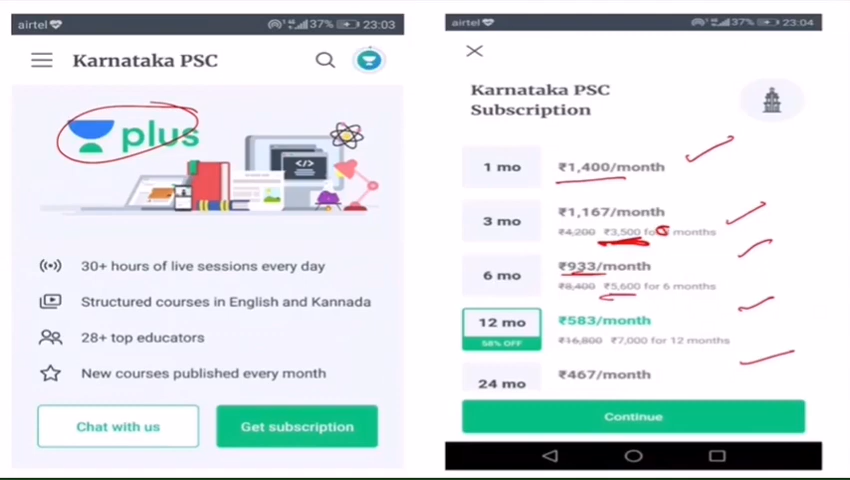 airtel 37% 23:03
Karnataka PSC
plus
</>
30+ hours of live sessions every day
Structured courses in English and Kannada
28+ top educators
New courses published every month
Chat with us
Get subscription
airtel 37% 23:04
Karnataka PSC
Subscription
1 mo ₹1,400/month
3 mo ₹1,167/month
₹4,200 ₹3,500 for months
6 mo ₹933/month
₹8,400 ₹5,600 for 6 months
12 mo ₹583/month
58% OFF ₹16,800 ₹7,000 for 12 months
24 mo ₹467/month
Continue